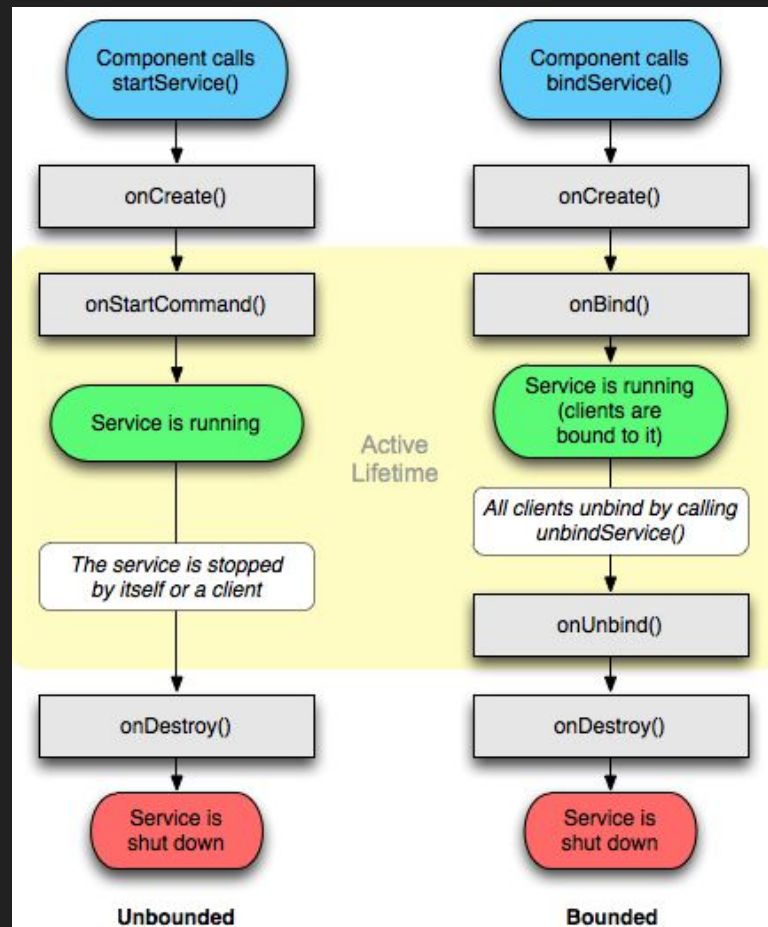 Component calls
startService()
onCreate()
onStartCommand()
Service is running
The service is stopped
by itself or a client
onDestroy()
Service is
shut down
Unbounded
Active
Lifetime
Component calls
bindService()
onCreate()
onBind()
Service is running
(clients are
bound to it)
All clients unbind by calling
unbindService()
onUnbind()
onDestroy()
Service is
shut down
Bounded